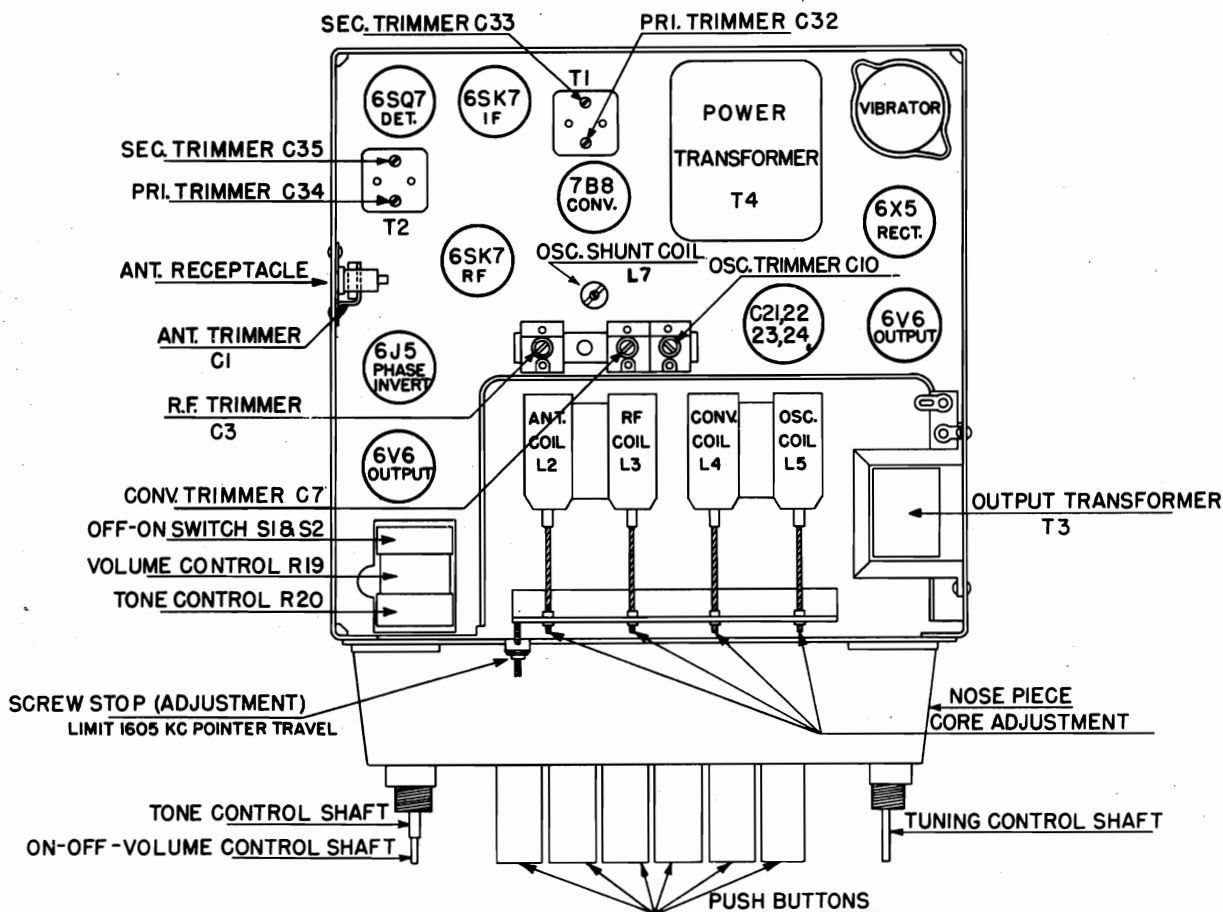 SEC. TRIMMER C33
PRI. TRIMMER C32
T1
6SQ7
DET.
6SK7
IF
POWER
TRANSFORMER
T4
VIBRATOR
SEC. TRIMMER C35
PRI. TRIMMER C34
T2
7B8
CONV.
6X5
RECT.
6SK7
RF
OSC. SHUNT COIL
L7
OSC. TRIMMER C10
ANT. RECEPTACLE
ANT. TRIMMER
C1
C21,22
23,24
6V6
OUTPUT
6J5
PHASE
INVERT
R.F. TRIMMER
C3
ANT.
COIL
L2
RF
COIL
L3
CONV.
COIL
L4
OSC.
COIL
L5
6V6
OUTPUT
CONV. TRIMMER C7
OFF-ON SWITCH S1 & S2
VOLUME CONTROL R19
TONE CONTROL R20
OUTPUT TRANSFORMER
T3
SCREW STOP (ADJUSTMENT)
LIMIT 1605 KC POINTER TRAVEL
NOSE PIECE
CORE ADJUSTMENT
TONE CONTROL SHAFT
ON-OFF-VOLUME CONTROL SHAFT
TUNING CONTROL SHAFT
PUSH BUTTONS